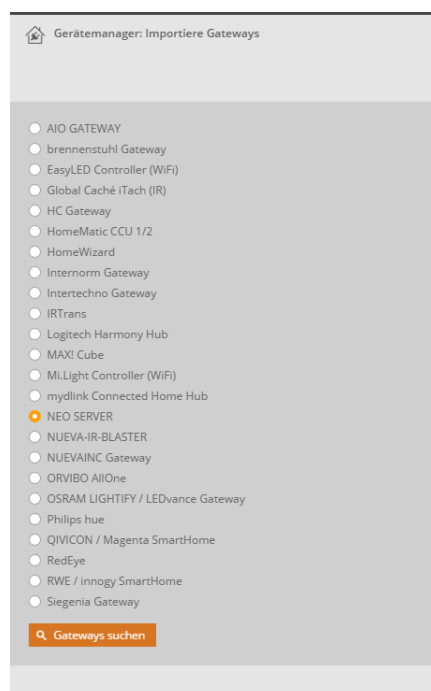 Gerätemanager: Importiere Gateways
AIO GATEWAY
brennenstuhl Gateway
EasyLED Controller (WiFi)
Global Caché iTach (IR)
HC Gateway
HomeMatic CCU 1/2
HomeWizard
Internorm Gateway
Intertechno Gateway
IRTrans
Logitech Harmony Hub
MAX! Cube
Mi.Light Controller (WiFi)
mydlink Connected Home Hub
NEO SERVER
NUEVA-IR-BLASTER
NUEVAINC Gateway
ORVIBO AllOne
OSRAM LIGHTIFY / LEDvance Gateway
Philips hue
QIVICON / Magenta SmartHome
RedEye
RWE / innogy SmartHome
Siegenia Gateway
Gateways suchen